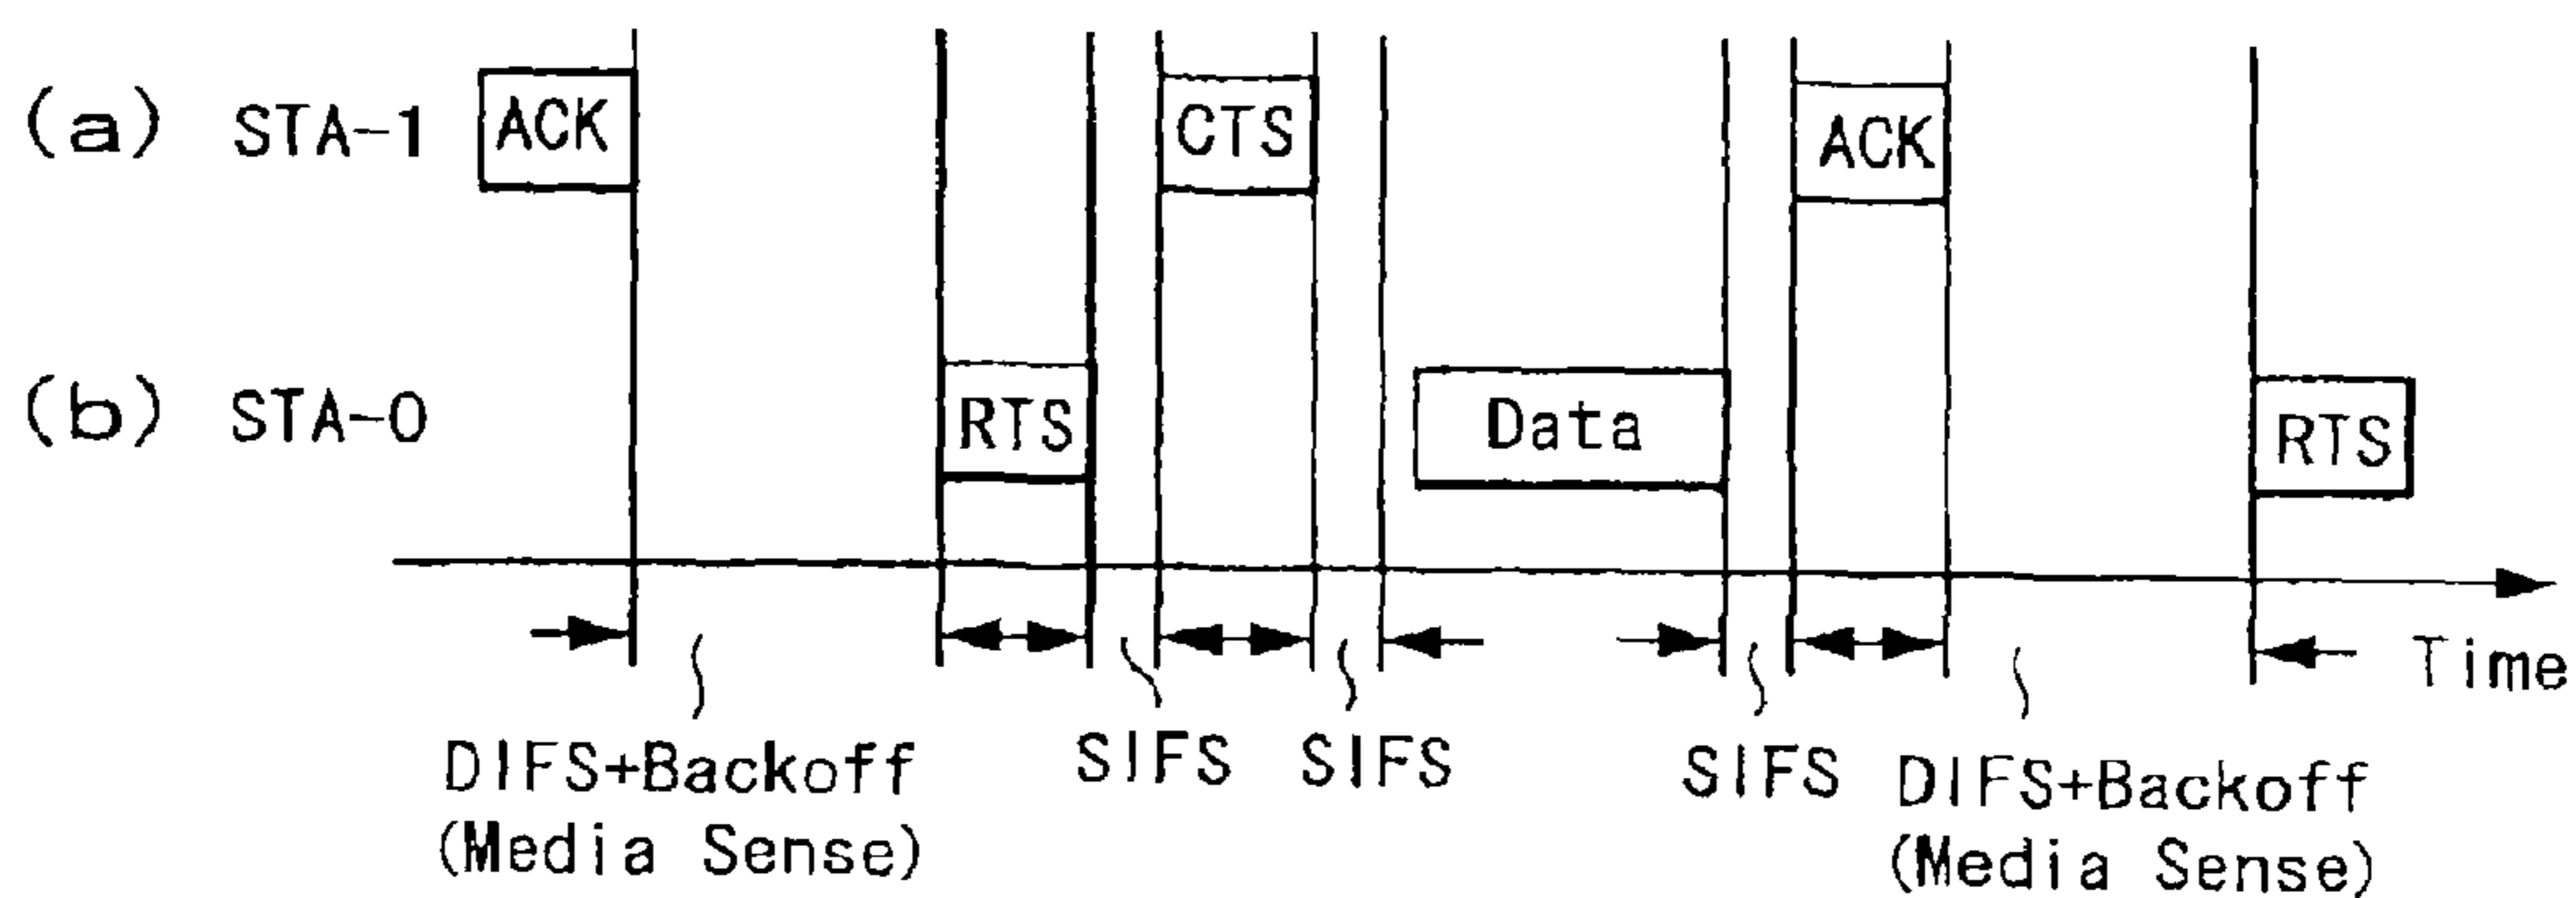 (a) STA-1 ACK CTS ACK
(b) STA-0 RTS Data RTS
Time
DIFS+Backoff SIFS SIFS SIFS DIFS+Backoff
(Media Sense) (Media Sense)